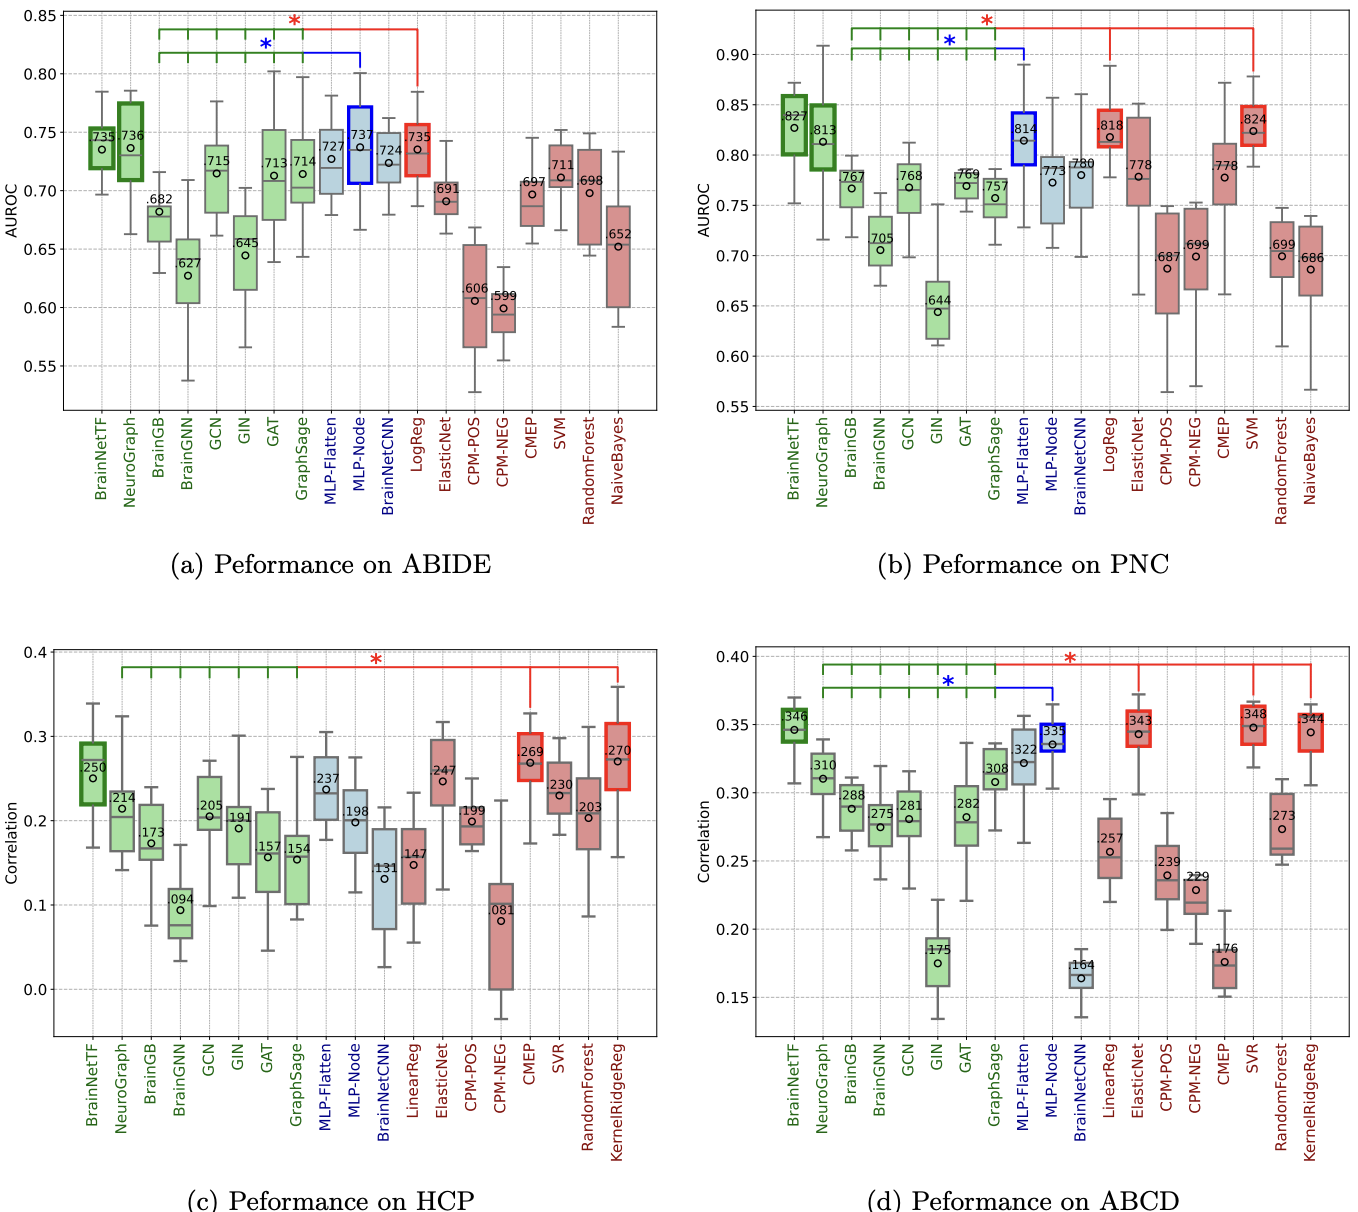 0.85
0.80
0.75
0.70
0.65
0.60
0.55
AUROC
*
*
.735
.736
.682
.627
.715
.645
.713
.714
.727
.737
.724
.735
.691
.606
.599
.697
.711
.698
.652
BrainNetTF
NeuroGraph
BrainGB
BrainGNN
GCN
GIN
GAT
GraphSage
MLP-Flatten
MLP-Node
BrainNetCNN
LogReg
ElasticNet
CPM-POS
CPM-NEG
CMEP
SVM
RandomForest
NaiveBayes
(a) Peformance on ABIDE
0.90
0.85
0.80
0.75
0.70
0.65
0.60
0.55
AUROC
*
*
.827
.813
.767
.705
.768
.644
.769
.757
.814
.773
.780
.818
.778
.687
.699
.778
.824
.699
.686
BrainNetTF
NeuroGraph
BrainGB
BrainGNN
GCN
GIN
GAT
GraphSage
MLP-Flatten
MLP-Node
BrainNetCNN
LogReg
ElasticNet
CPM-POS
CPM-NEG
CMEP
SVM
RandomForest
NaiveBayes
(b) Peformance on PNC
0.4
0.3
0.2
0.1
0.0
Correlation
*
.250
.214
.173
.094
.205
.191
.157
.154
.237
.198
.131
.147
.247
.199
.081
.269
.230
.203
.270
BrainNetTF
NeuroGraph
BrainGB
BrainGNN
GCN
GIN
GAT
GraphSage
MLP-Flatten
MLP-Node
BrainNetCNN
LinearReg
ElasticNet
CPM-POS
CPM-NEG
CMEP
SVR
RandomForest
KernelRidgeReg
(c) Peformance on HCP
0.40
0.35
0.30
0.25
0.20
0.15
Correlation
*
*
.346
.310
.288
.275
.281
.175
.282
.308
.322
.335
.164
.257
.343
.239
.229
.176
.348
.273
.344
BrainNetTF
NeuroGraph
BrainGB
BrainGNN
GCN
GIN
GAT
GraphSage
MLP-Flatten
MLP-Node
BrainNetCNN
LinearReg
ElasticNet
CPM-POS
CPM-NEG
CMEP
SVR
RandomForest
KernelRidgeReg
(d) Peformance on ABCD